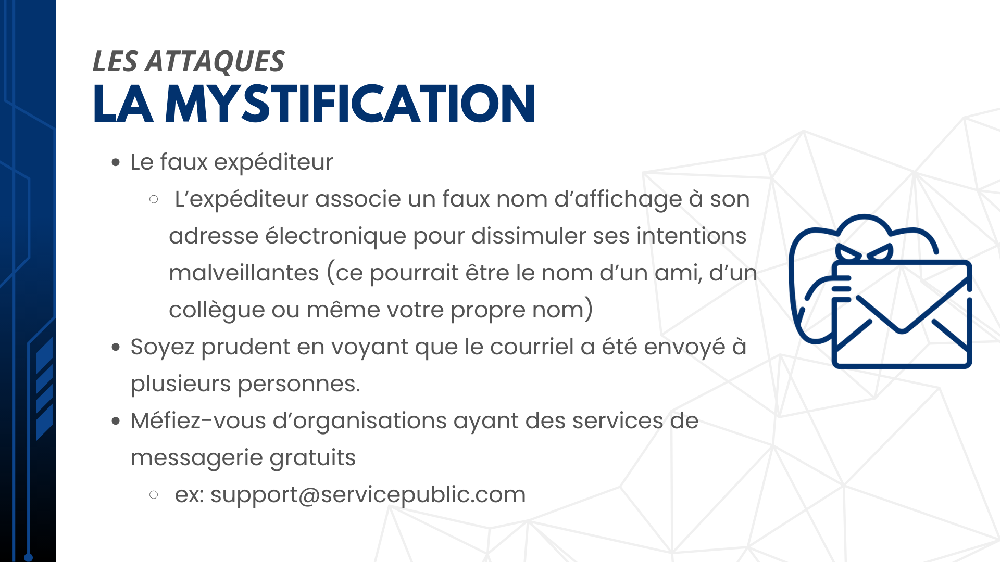 LES ATTAQUES
LA MYSTIFICATION
• Le faux expéditeur
○ L’expéditeur associe un faux nom d’affichage à son
adresse électronique pour dissimuler ses intentions
malveillantes (ce pourrait être le nom d’un ami, d’un
collègue ou même votre propre nom)
• Soyez prudent en voyant que le courriel a été envoyé à
plusieurs personnes.
• Méfiez-vous d’organisations ayant des services de
messagerie gratuits
○ ex: support@servicepublic.com